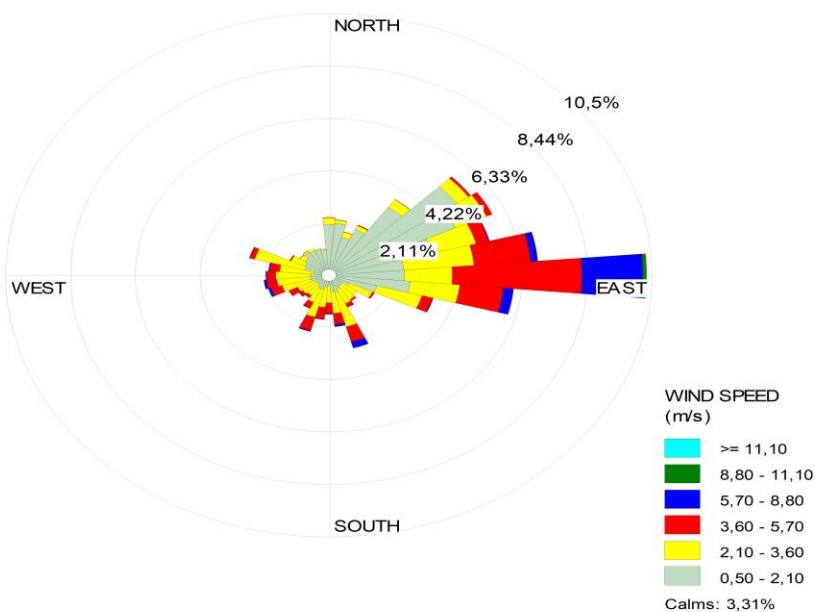 NORTH
10,5%
8,44%
6,33%
4,22%
2,11%
WEST
EAST
SOUTH
WIND SPEED
(m/s)
>= 11,10
8,80 - 11,10
5,70 - 8,80
3,60 - 5,70
2,10 - 3,60
0,50 - 2,10
Calms: 3,31%